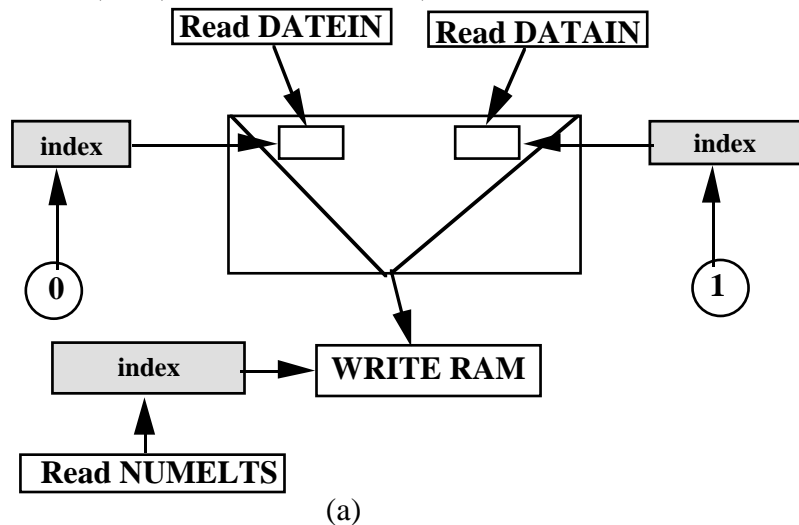 Read DATEIN
Read DATAIN
index
index
0
1
index
WRITE RAM
Read NUMELTS
(a)